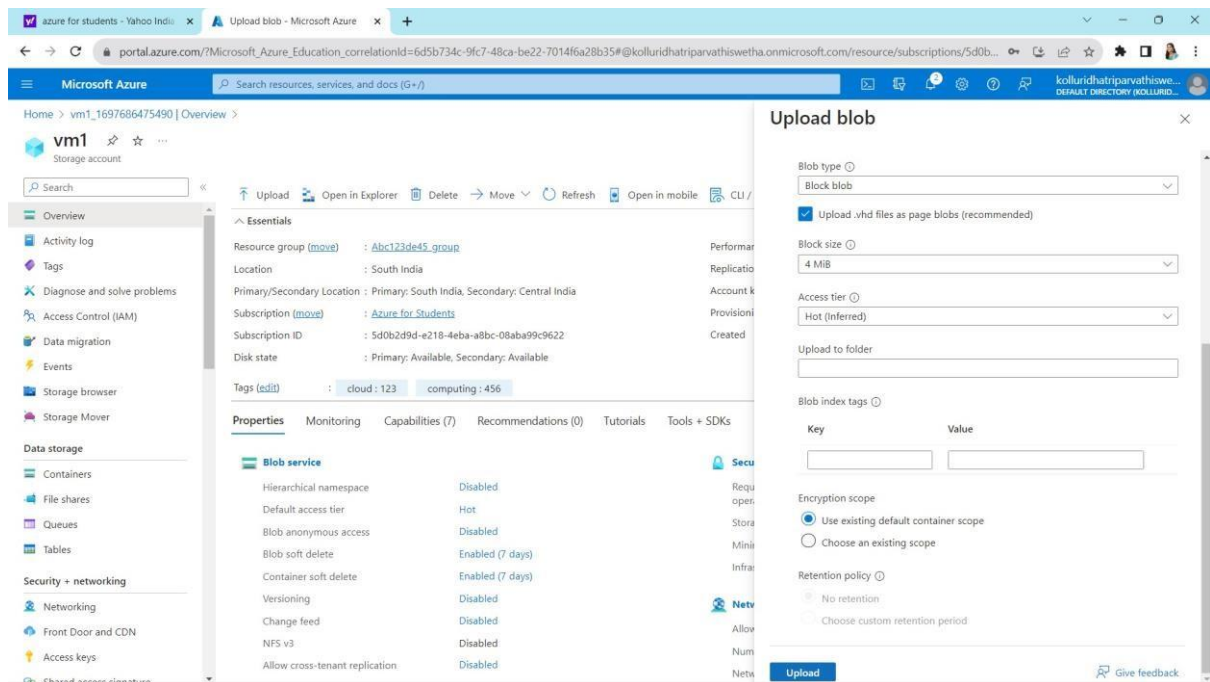 azure for students - Yahoo India
Upload blob - Microsoft Azure
portal.azure.com/?Microsoft_Azure_Education_correlationId=6d5b734c-9fc7-48ca-be22-7014f6a28b35#@kolluridhatriparvathiswetha.onmicrosoft.com/resource/subscriptions/5d0b...
Microsoft Azure
Search resources, services, and docs (G+/)
2
kolluridhatriparvathiswe...
DEFAULT DIRECTORY (KOLLURID...
Home > vm1_1697686475490 | Overview >
vm1
Storage account
Search
Overview
Activity log
Tags
Diagnose and solve problems
Access Control (IAM)
Data migration
Events
Storage browser
Storage Mover
Data storage
Containers
File shares
Queues
Tables
Security + networking
Networking
Front Door and CDN
Access keys
Shared access signature
Upload Open in Explorer Delete Move Refresh Open in mobile CLI /
Essentials
Resource group (move) : Abc123de45_group
Location : South India
Primary/Secondary Location : Primary: South India, Secondary: Central India
Subscription (move) : Azure for Students
Subscription ID : 5d0b2d9d-e218-4eba-a8bc-08aba99c9622
Disk state : Primary: Available, Secondary: Available
Tags (edit) : cloud : 123 computing : 456
Performan
Replicatio
Account k
Provisioni
Created
Properties Monitoring Capabilities (7) Recommendations (0) Tutorials Tools + SDKs
Blob service
Hierarchical namespace Disabled
Default access tier Hot
Blob anonymous access Disabled
Blob soft delete Enabled (7 days)
Container soft delete Enabled (7 days)
Versioning Disabled
Change feed Disabled
NFS v3 Disabled
Allow cross-tenant replication Disabled
Secu
Requ
opera
Stora
Minir
Infras
Netw
Allow
Num
Netw
Upload blob
Blob type
Block blob
Upload .vhd files as page blobs (recommended)
Block size
4 MiB
Access tier
Hot (Inferred)
Upload to folder
Blob index tags
Key Value
Encryption scope
Use existing default container scope
Choose an existing scope
Retention policy
No retention
Choose custom retention period
Upload
Give feedback